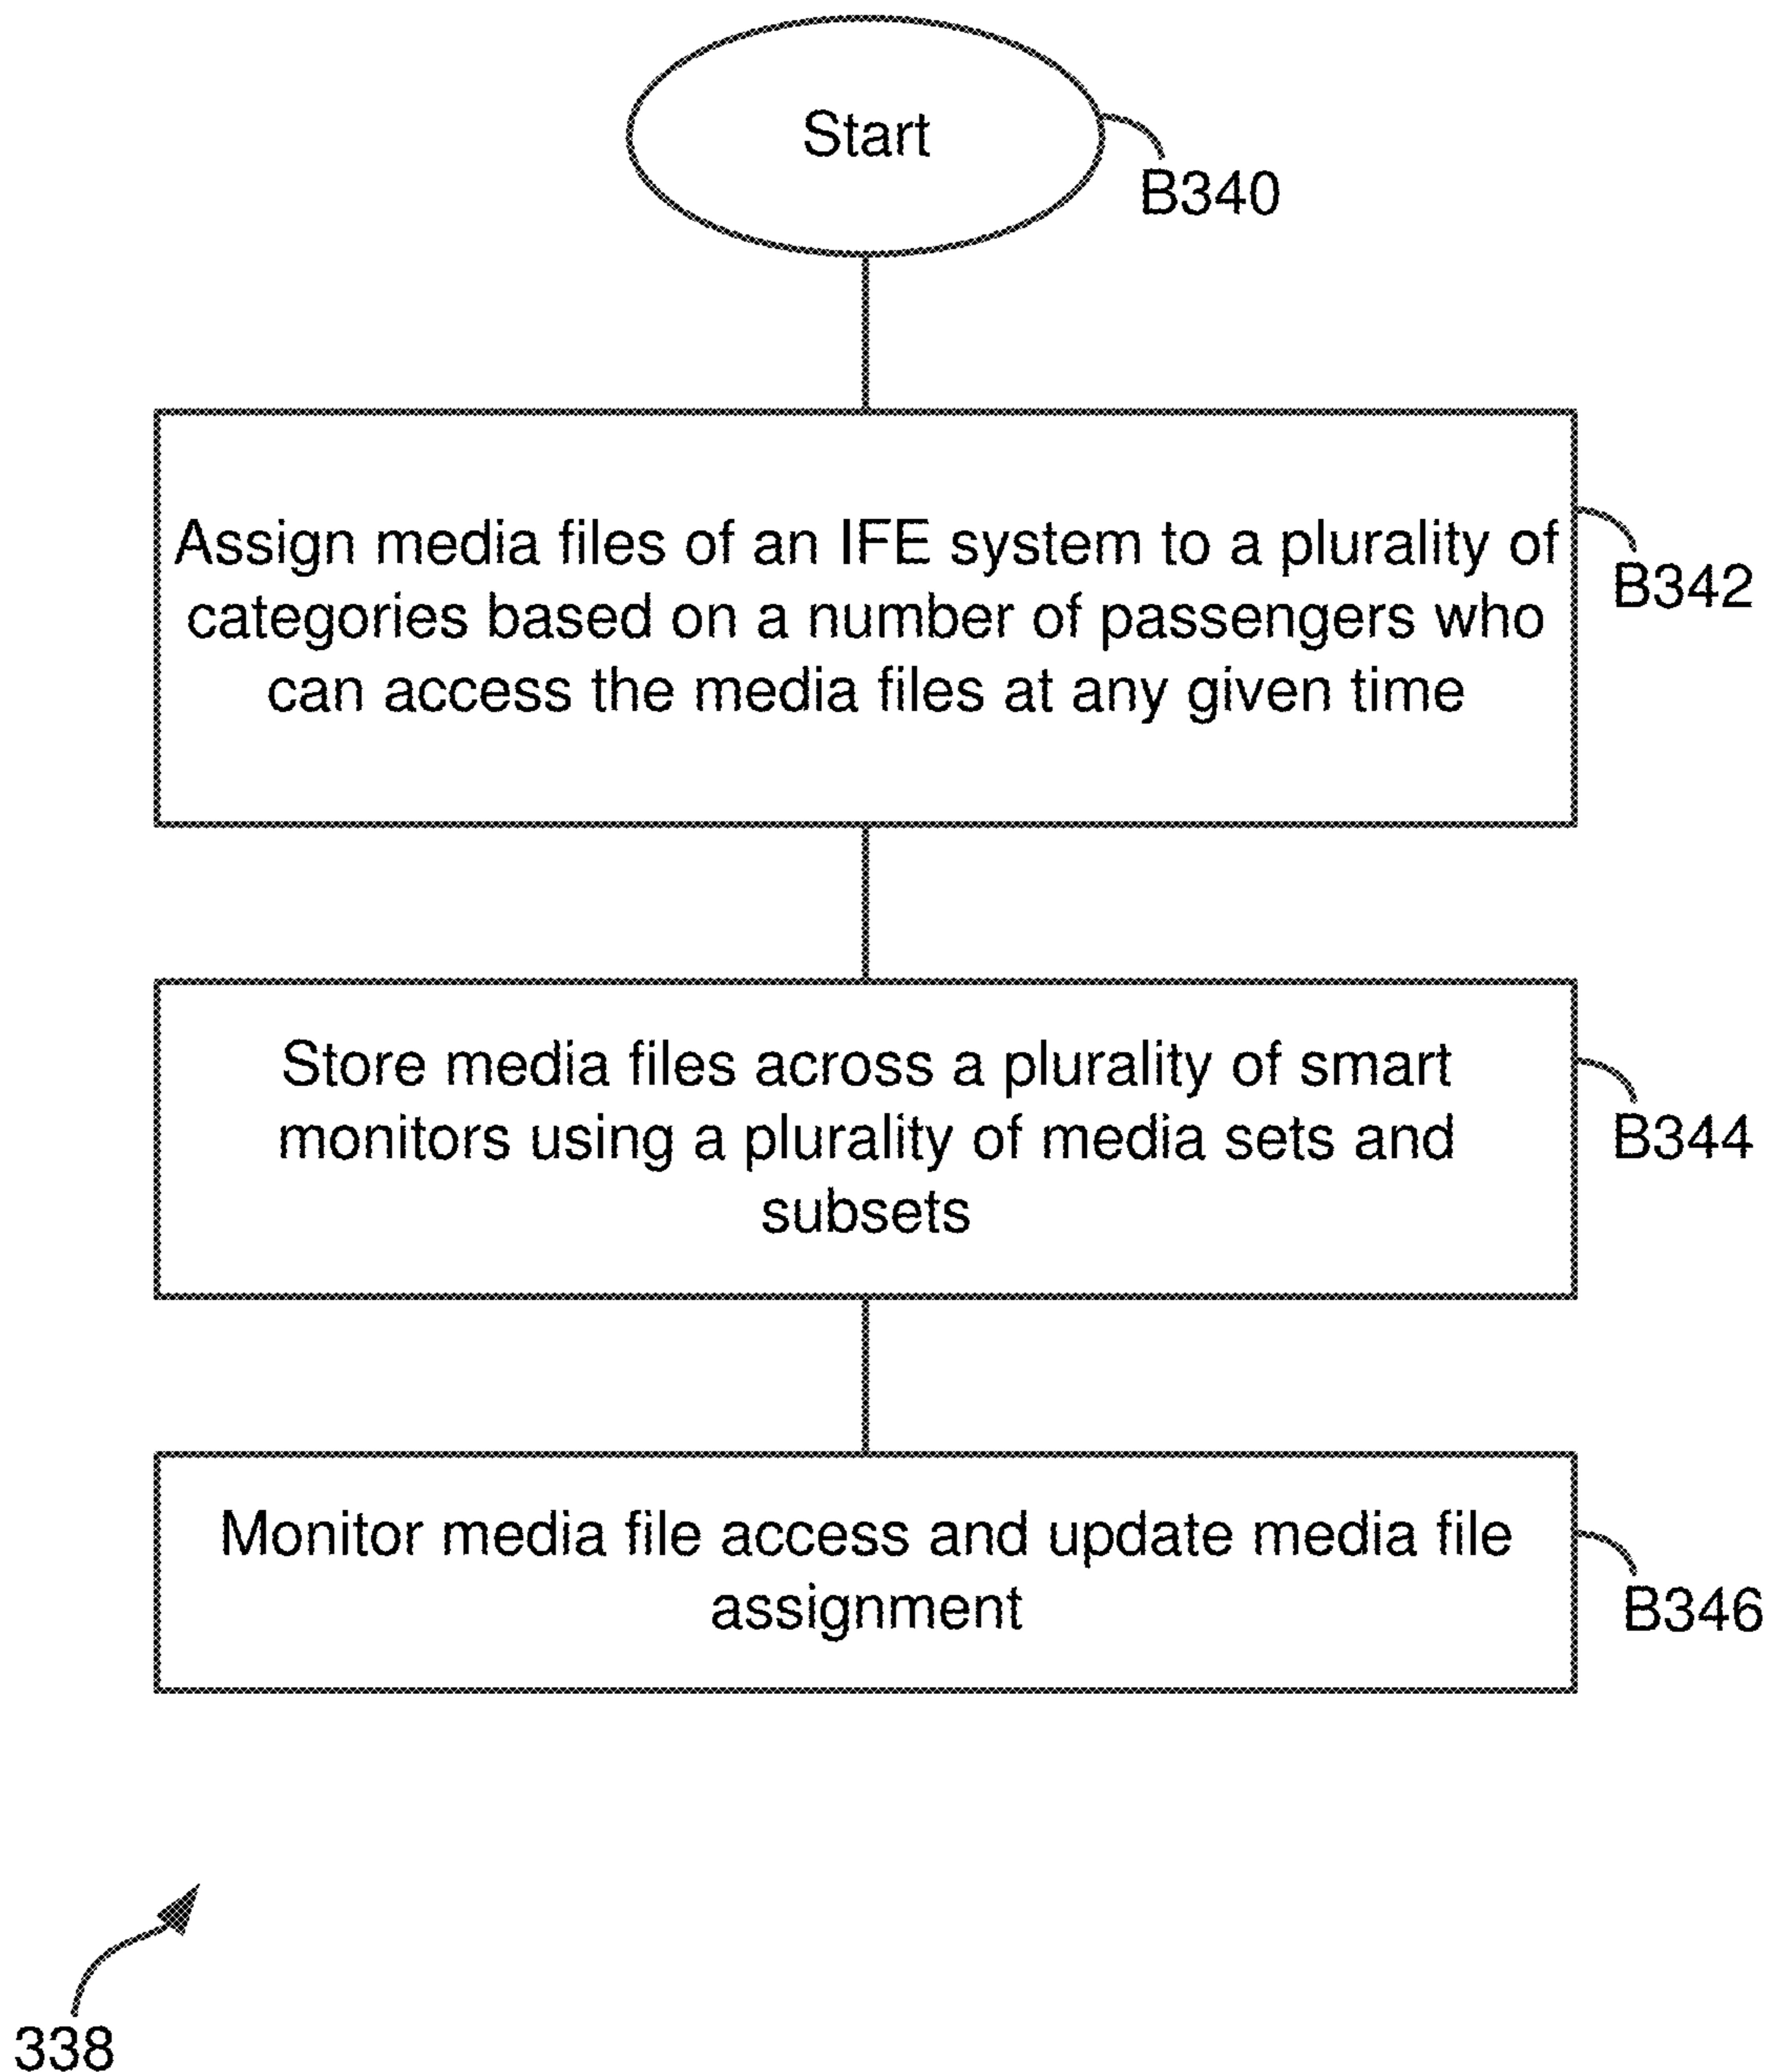 Start
B340
Assign media files of an IFE system to a plurality of
categories based on a number of passengers who
can access the media files at any given time
B342
Store media files across a plurality of smart
monitors using a plurality of media sets and
subsets
B344
Monitor media file access and update media file
assignment
B346
338